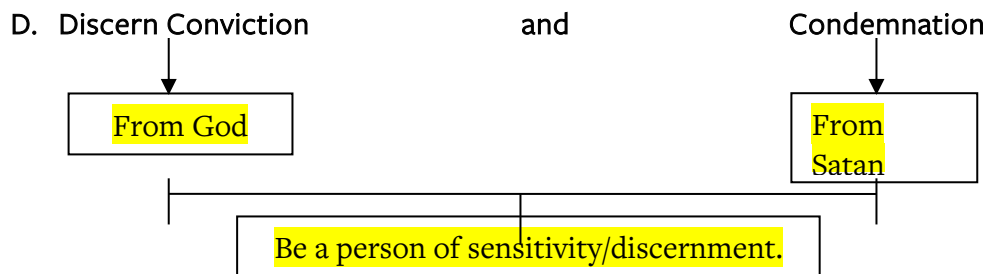 D. Discern Conviction and Condemnation
From God
From
Satan
Be a person of sensitivity/discernment.